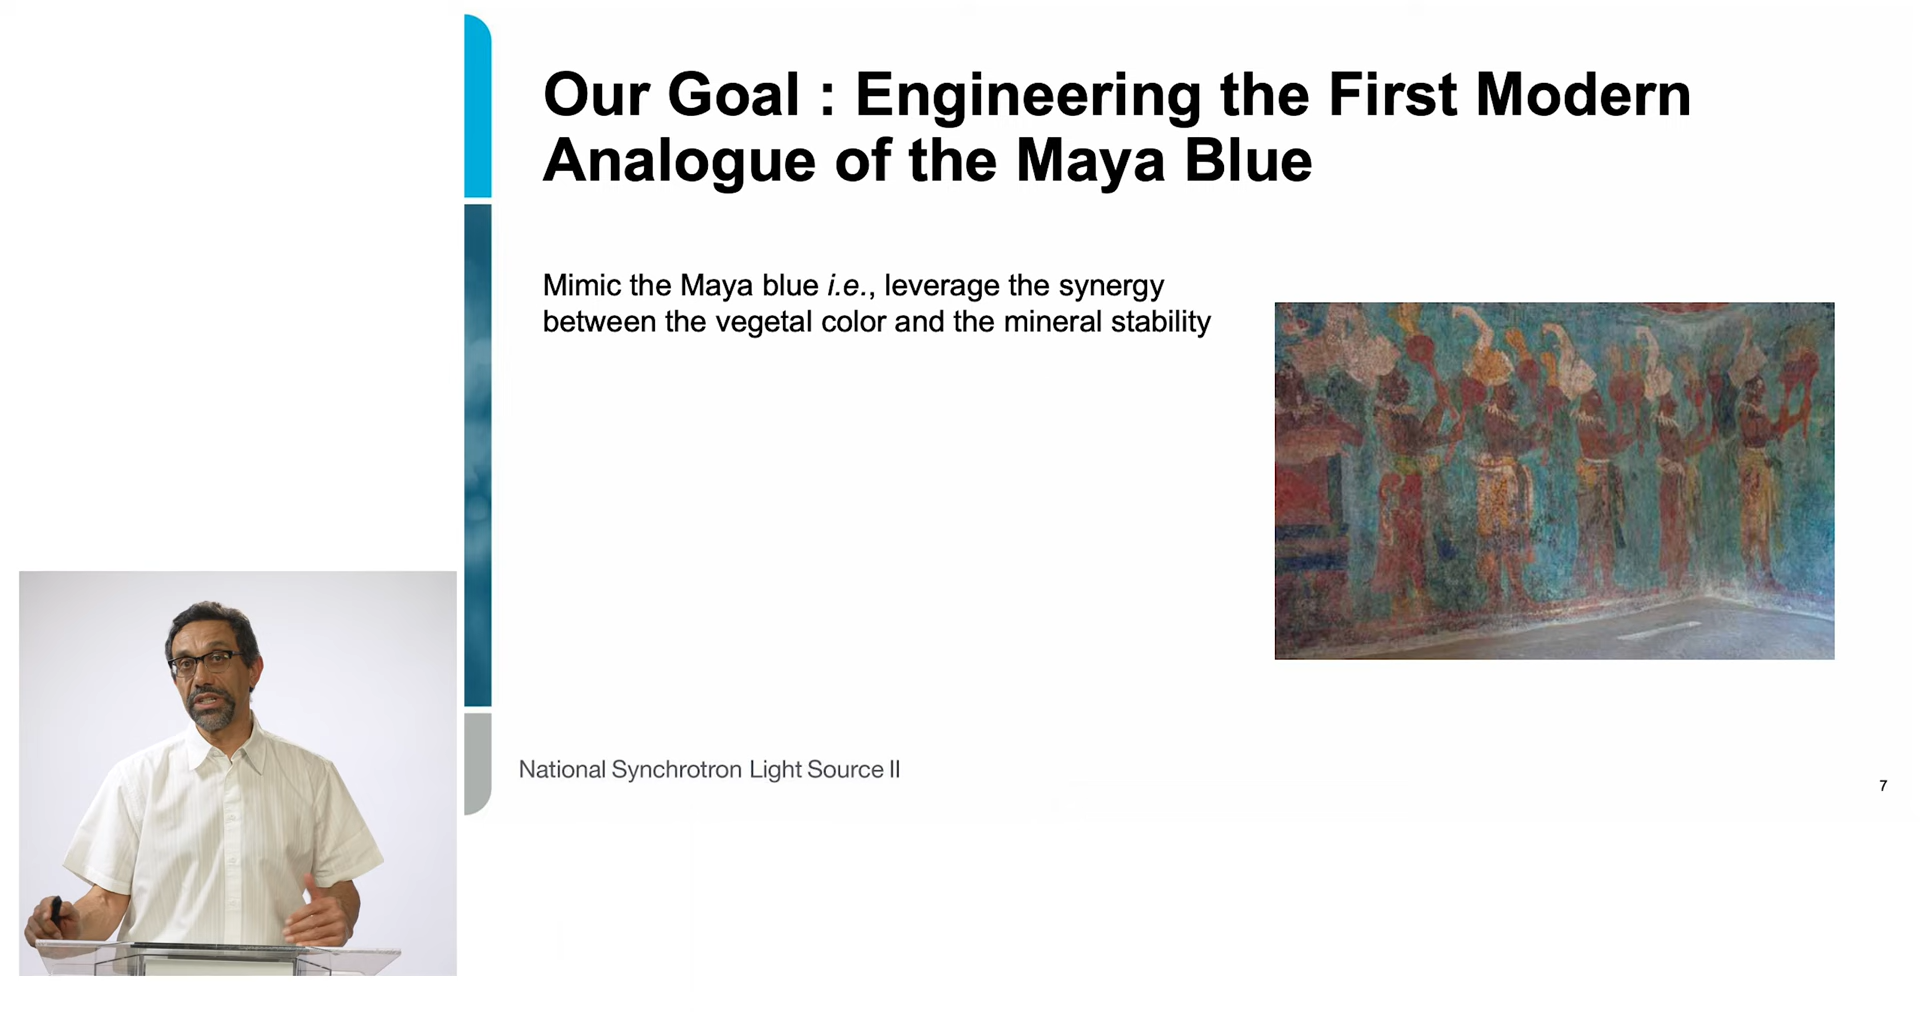 Our Goal : Engineering the First Modern
Analogue of the Maya Blue
Mimic the Maya blue i.e., leverage the synergy
between the vegetal color and the mineral stability
National Synchrotron Light Source II
7